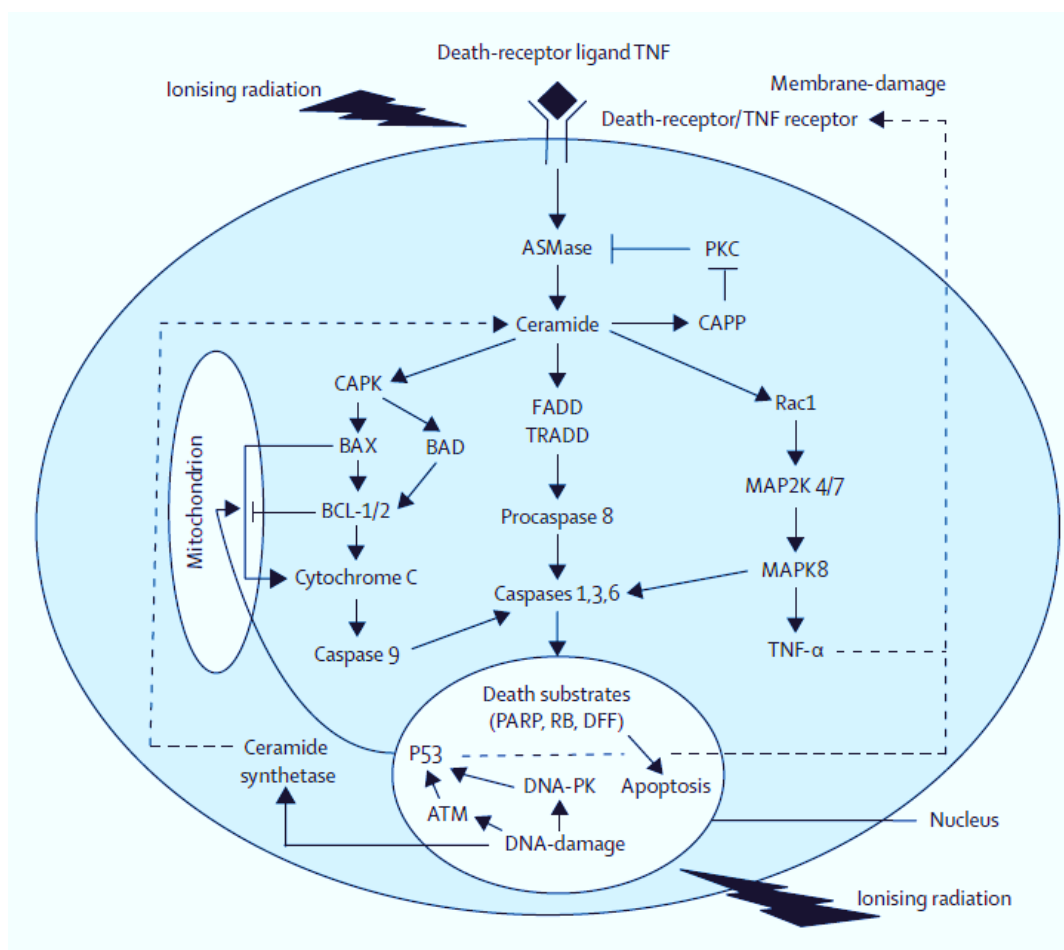 Death-receptor ligand TNF
Ionising radiation
Membrane-damage
Death-receptor/TNF receptor
ASMase
PKC
Ceramide
CAPP
CAPK
FADD
TRADD
Rac1
BAX
BAD
MAP2K 4/7
Mitochondrion
BCL-1/2
Procaspase 8
Cytochrome C
MAPK8
Caspases 1,3,6
Caspase 9
TNF-α
Death substrates
(PARP, RB, DFF)
Ceramide
synthetase
P53
DNA-PK
Apoptosis
ATM
DNA-damage
Nucleus
Ionising radiation